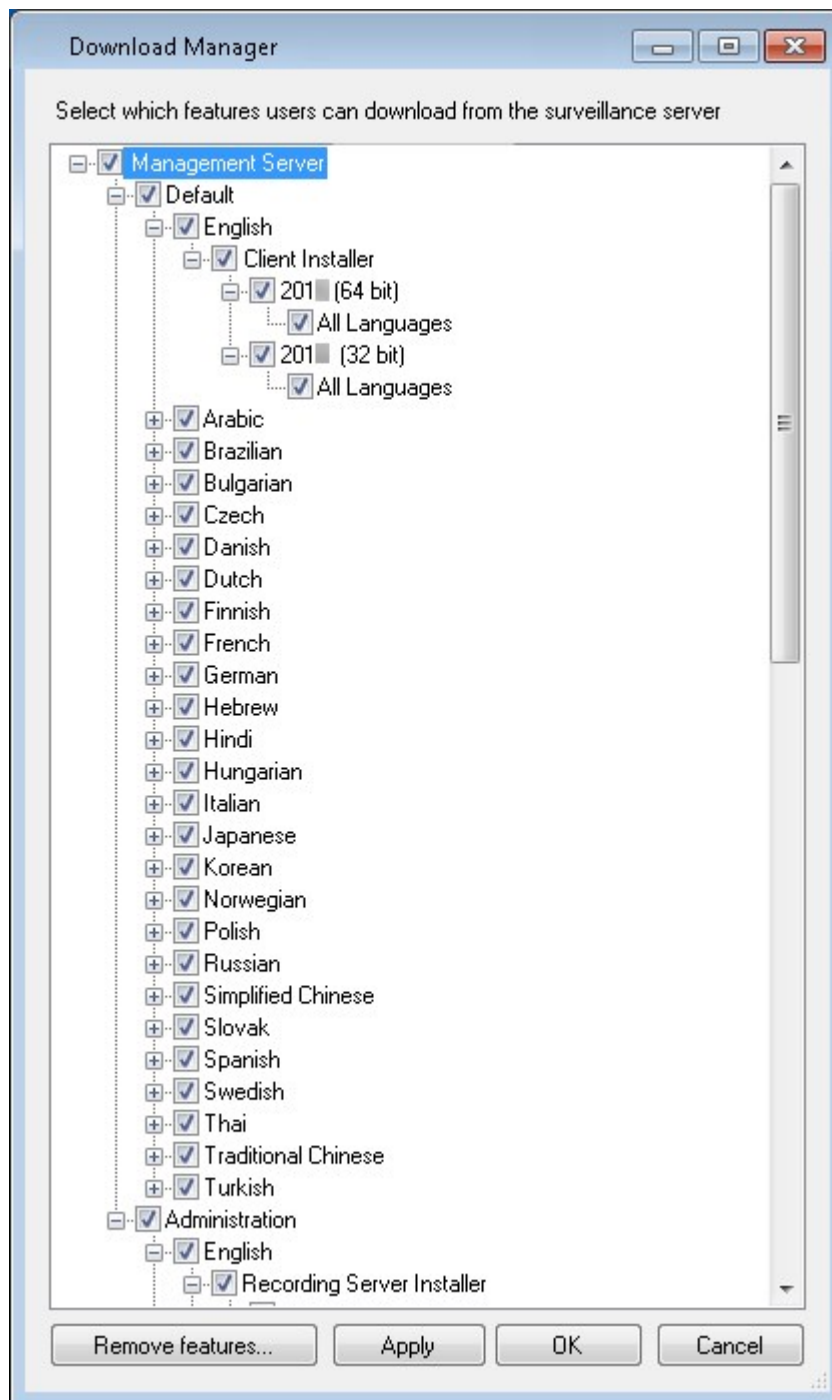 Download Manager
Select which features users can download from the surveillance server
Management Server
Default
English
Client Installer
201 (64 bit)
All Languages
201 (32 bit)
All Languages
Arabic
Brazilian
Bulgarian
Czech
Danish
Dutch
Finnish
French
German
Hebrew
Hindi
Hungarian
Italian
Japanese
Korean
Norwegian
Polish
Russian
Simplified Chinese
Slovak
Spanish
Swedish
Thai
Traditional Chinese
Turkish
Administration
English
Recording Server Installer
Remove features... Apply OK Cancel